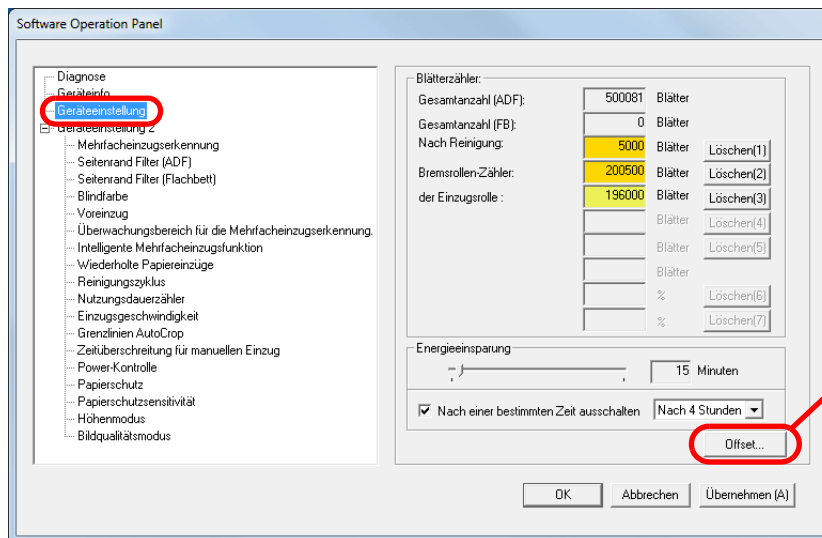 Software Operation Panel
Diagnose
Geräteinfo
Geräteeinstellung
Geräteeinstellung 2
Mehrfacheinzugserkennung
Seitenrand Filter (ADF)
Seitenrand Filter (Flachbett)
Blindfarbe
Voreinzug
Überwachungsbereich für die Mehrfacheinzugserkennung.
Intelligente Mehrfacheinzugsfunktion
Wiederholte Papiereinzüge
Reinigungszyklus
Nutzungsdauerzähler
Einzugsgeschwindigkeit
Grenzlinien AutoCrop
Zeitüberschreitung für manuellen Einzug
Power-Kontrolle
Papierschutz
Papierschutzsensitivität
Höhenmodus
Bildqualitätsmodus
Blätterzähler:
Gesamtanzahl (ADF): 500081 Blätter
Gesamtanzahl (FB): 0 Blätter
Nach Reinigung: 5000 Blätter Löschen(1)
Bremsrollen-Zähler: 200500 Blätter Löschen(2)
der Einzugsrolle : 196000 Blätter Löschen(3)
Blätter Löschen(4)
Blätter Löschen(5)
Blätter
% Löschen(6)
% Löschen(7)
Energieeinsparung
15 Minuten
Nach einer bestimmten Zeit ausschalten Nach 4 Stunden
Offset...
OK Abbrechen Übernehmen (A)